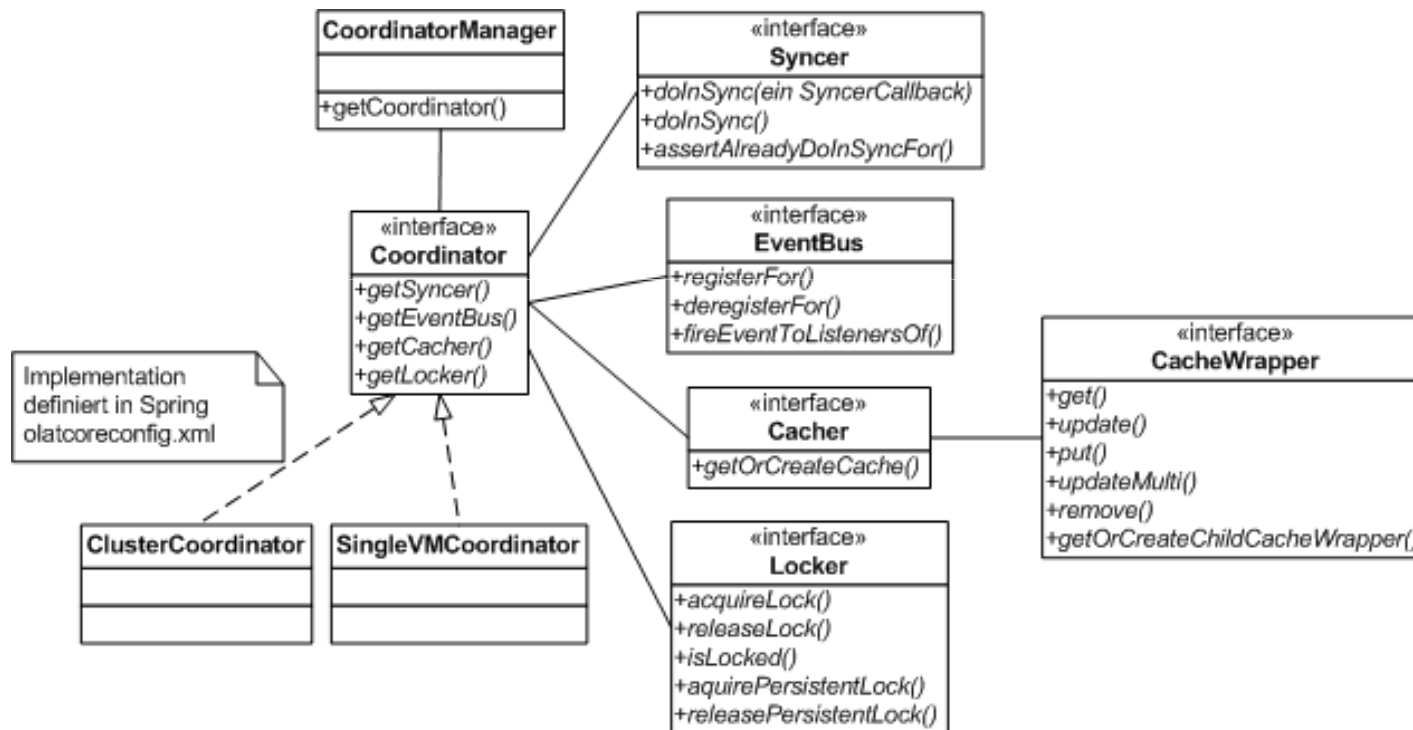 CoordinatorManager
+getCoordinator()
«interface»
Syncer
+doInSync(ein SyncerCallback)
+doInSync()
+assertAlreadyDoInSyncFor()
«interface»
Coordinator
+getSyncer()
+getEventBus()
+getCacher()
+getLocker()
«interface»
EventBus
+registerFor()
+deregisterFor()
+fireEventToListenersOf()
Implementation
definiert in Spring
olatcoreconfig.xml
«interface»
Cacher
+getOrCreateCache()
«interface»
CacheWrapper
+get()
+update()
+put()
+updateMulti()
+remove()
+getOrCreateChildCacheWrapper()
ClusterCoordinator
SingleVMCoordinator
«interface»
Locker
+acquireLock()
+releaseLock()
+isLocked()
+aquirePersistentLock()
+releasePersistentLock()